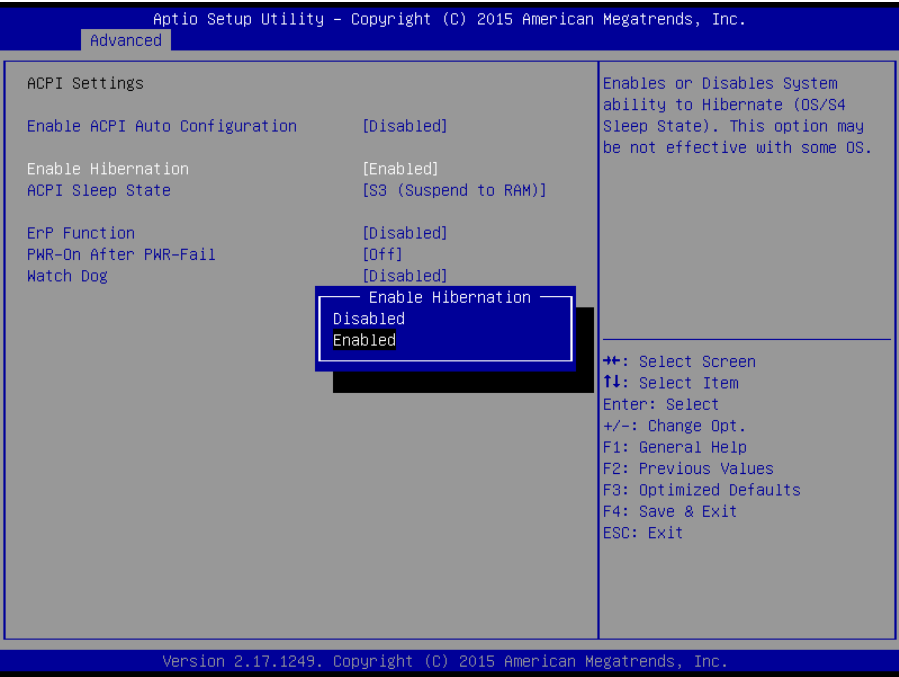 Aptio Setup Utility – Copyright (C) 2015 American Megatrends, Inc.
Advanced
ACPI Settings
Enable ACPI Auto Configuration [Disabled]
Enable Hibernation [Enabled]
ACPI Sleep State [S3 (Suspend to RAM)]
ErP Function [Disabled]
PWR-On After PWR-Fail [Off]
Watch Dog [Disabled]
Enable Hibernation
Disabled
Enabled
Enables or Disables System
ability to Hibernate (OS/S4
Sleep State). This option may
be not effective with some OS.
→←: Select Screen
↑↓: Select Item
Enter: Select
+/-: Change Opt.
F1: General Help
F2: Previous Values
F3: Optimized Defaults
F4: Save & Exit
ESC: Exit
Version 2.17.1249. Copyright (C) 2015 American Megatrends, Inc.